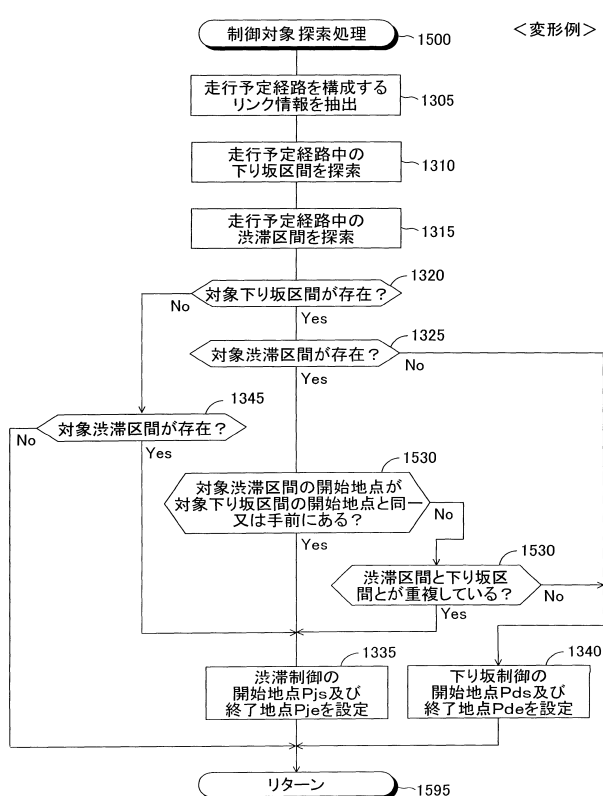 制御対象探索処理
1500
＜変形例＞
走行予定経路を構成する
リンク情報を抽出
1305
走行予定経路中の
下り坂区間を探索
1310
走行予定経路中の
渋滞区間を探索
1315
1320
対象下り坂区間が存在？
No
Yes
1325
対象渋滞区間が存在？
No
Yes
1345
対象渋滞区間が存在？
No
Yes
1530
対象渋滞区間の開始地点が
対象下り坂区間の開始地点と同一
又は手前にある？
No
Yes
1530
渋滞区間と下り坂区
間とが重複している？
No
Yes
1335
渋滞制御の
開始地点Pjs及び
終了地点Pjeを設定
1340
下り坂制御の
開始地点Pds及び
終了地点Pdeを設定
リターン
1595